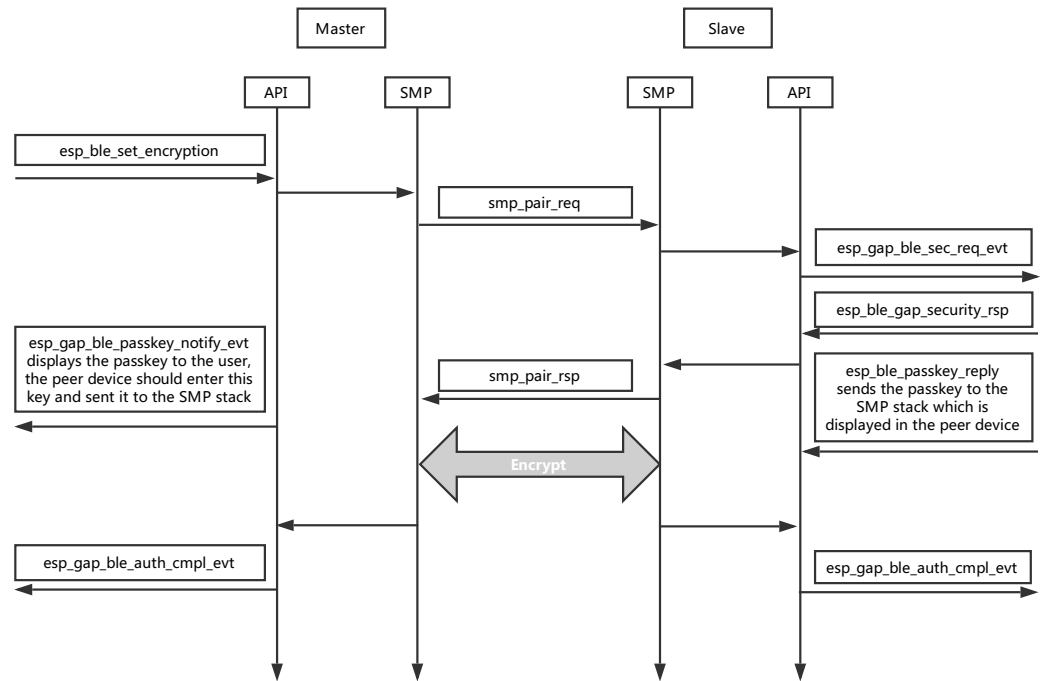 Master
Slave
API
SMP
SMP
API
esp_ble_set_encryption
smp_pair_req
esp_gap_ble_sec_req_evt
esp_ble_gap_security_rsp
esp_gap_ble_passkey_notify_evt
displays the passkey to the user,
the peer device should enter this
key and sent it to the SMP stack
smp_pair_rsp
esp_ble_passkey_reply
sends the passkey to the
SMP stack which is
displayed in the peer device
Encrypt
esp_gap_ble_auth_cmpl_evt
esp_gap_ble_auth_cmpl_evt